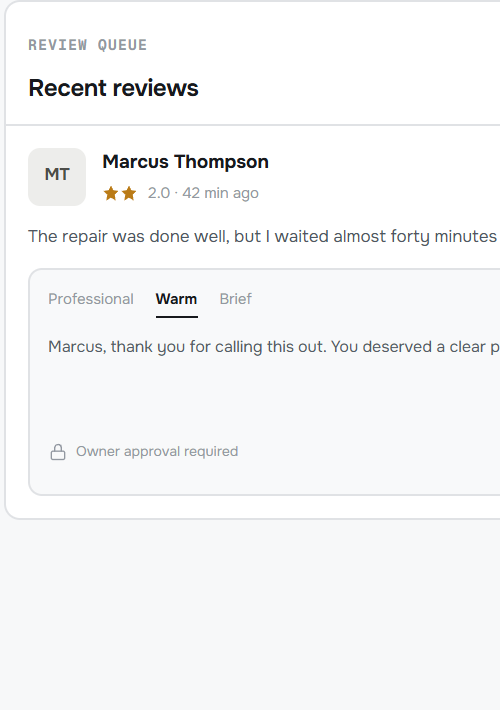 REVIEW QUEUE
Recent reviews
MT
Marcus Thompson
2.0 · 42 min ago
The repair was done well, but I waited almost forty minutes
Professional Warm Brief
Marcus, thank you for calling this out. You deserved a clear p
Owner approval required